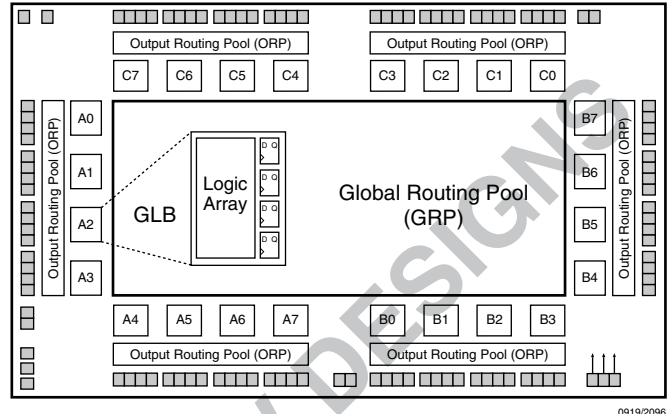 Output Routing Pool (ORP) Output Routing Pool (ORP)
C7 C6 C5 C4 C3 C2 C1 C0
Output Routing Pool (ORP)
A0
A1
A2
A3
GLB
Logic
Array
D Q
D Q
D Q
D Q
Global Routing Pool
(GRP)
B7
B6
B5
B4
Output Routing Pool (ORP)
A4 A5 A6 A7 B0 B1 B2 B3
Output Routing Pool (ORP) Output Routing Pool (ORP)
0919/2096
DESIGNS